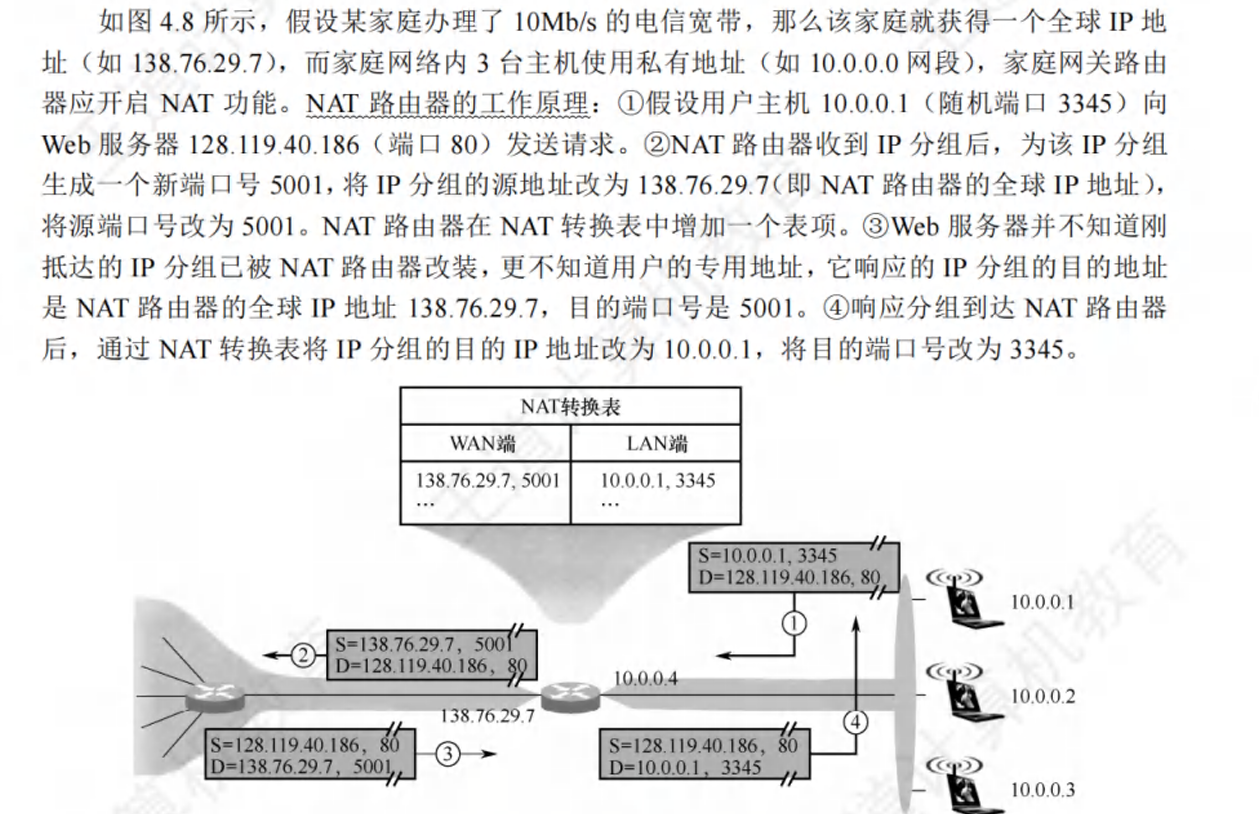 如图 4.8 所示，假设某家庭办理了 10Mb/s 的电信宽带，那么该家庭就获得一个全球 IP 地
址（如 138.76.29.7），而家庭网络内 3 台主机使用私有地址（如 10.0.0.0 网段），家庭网关路由
器应开启 NAT 功能。NAT 路由器的工作原理：①假设用户主机 10.0.0.1（随机端口 3345）向
Web 服务器 128.119.40.186（端口 80）发送请求。②NAT 路由器收到 IP 分组后，为该 IP 分组
生成一个新端口号 5001，将 IP 分组的源地址改为 138.76.29.7（即 NAT 路由器的全球 IP 地址），
将源端口号改为 5001。NAT 路由器在 NAT 转换表中增加一个表项。③Web 服务器并不知道刚
抵达的 IP 分组已被 NAT 路由器改装，更不知道用户的专用地址，它响应的 IP 分组的目的地址
是 NAT 路由器的全球 IP 地址 138.76.29.7，目的端口号是 5001。④响应分组到达 NAT 路由器
后，通过 NAT 转换表将 IP 分组的目的 IP 地址改为 10.0.0.1，将目的端口号改为 3345。
NAT转换表
WAN端 LAN端
138.76.29.7, 5001 10.0.0.1, 3345
… …
S=10.0.0.1, 3345
D=128.119.40.186, 80
10.0.0.1
①
S=138.76.29.7，5001
D=128.119.40.186，80
②
10.0.0.4
10.0.0.2
138.76.29.7
④
S=128.119.40.186，80
D=138.76.29.7，5001
③
S=128.119.40.186，80
D=10.0.0.1，3345
10.0.0.3
王道计算机教育